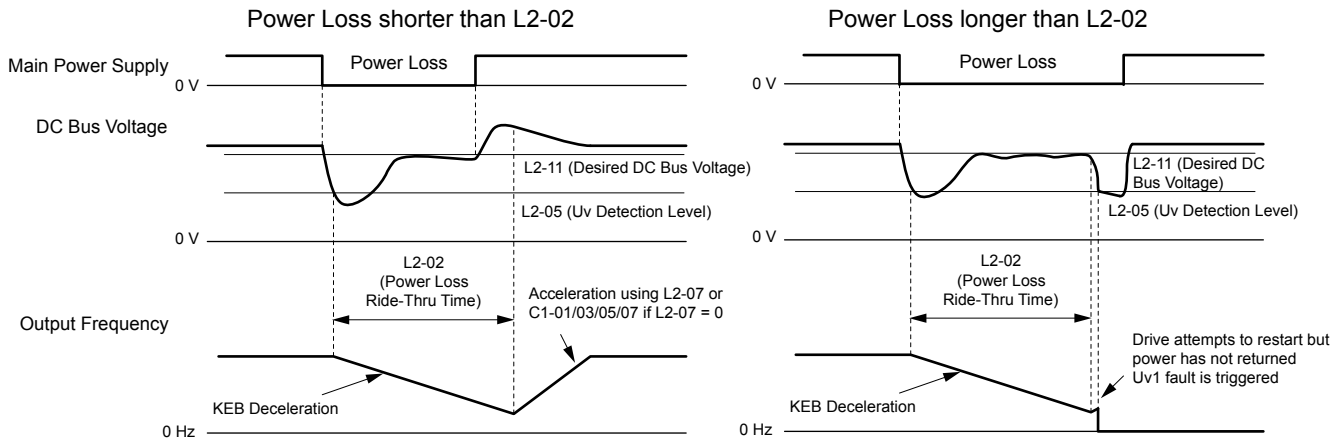 Power Loss shorter than L2-02
Main Power Supply
Power Loss
0 V
DC Bus Voltage
L2-11 (Desired DC Bus Voltage)
L2-05 (Uv Detection Level)
0 V
L2-02
(Power Loss
Ride-Thru Time)
Acceleration using L2-07 or
C1-01/03/05/07 if L2-07 = 0
Output Frequency
KEB Deceleration
0 Hz
Power Loss longer than L2-02
Power Loss
0 V
L2-11 (Desired DC
Bus Voltage)
L2-05 (Uv Detection Level)
0 V
L2-02
(Power Loss
Ride-Thru Time)
Drive attempts to restart but
power has not returned
Uv1 fault is triggered
KEB Deceleration
0 Hz